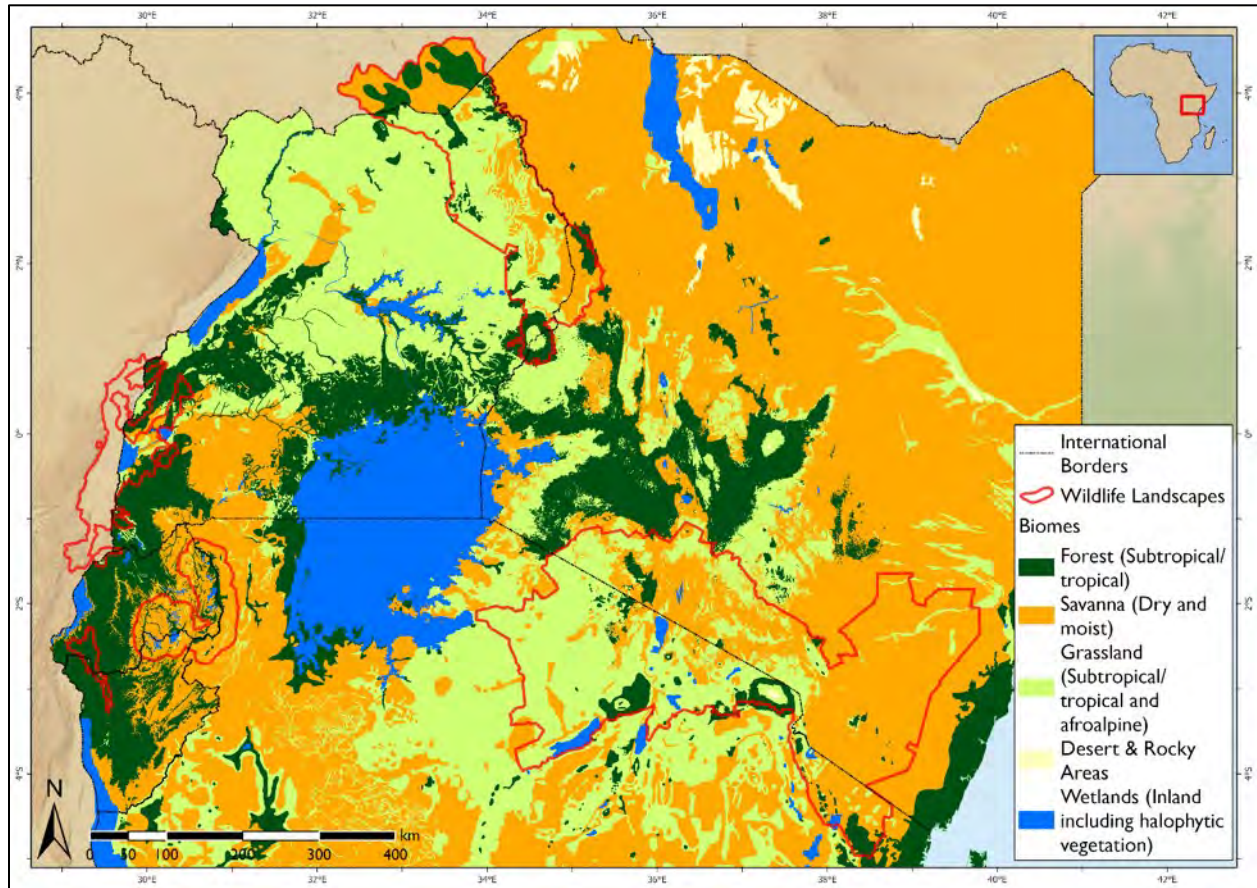 30°E 32°E 34°E 36°E 38°E 40°E 42°E
4°N 4°N
2°N 2°N
0° 0°
2°S 2°S
4°S 4°S
International
Borders
Wildlife Landscapes
Biomes
Forest (Subtropical/
tropical)
Savanna (Dry and
moist)
Grassland
(Subtropical/
tropical and
afroalpine)
Desert & Rocky
Areas
Wetlands (Inland
including halophytic
vegetation)
N
km
0 50 100 200 300 400
30°E 32°E 34°E 36°E 38°E 40°E 42°E